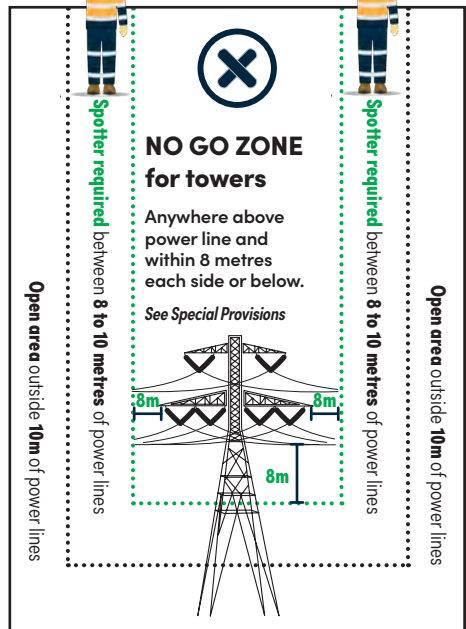 NO GO ZONE
for towers
Anywhere above
power line and
within 8 metres
each side or below.
See Special Provisions
Open area outside 10m of power lines
Spotter required between 8 to 10 metres of power lines
8m
8m
8m
Spotter required between 8 to 10 metres of power lines
Open area outside 10m of power lines